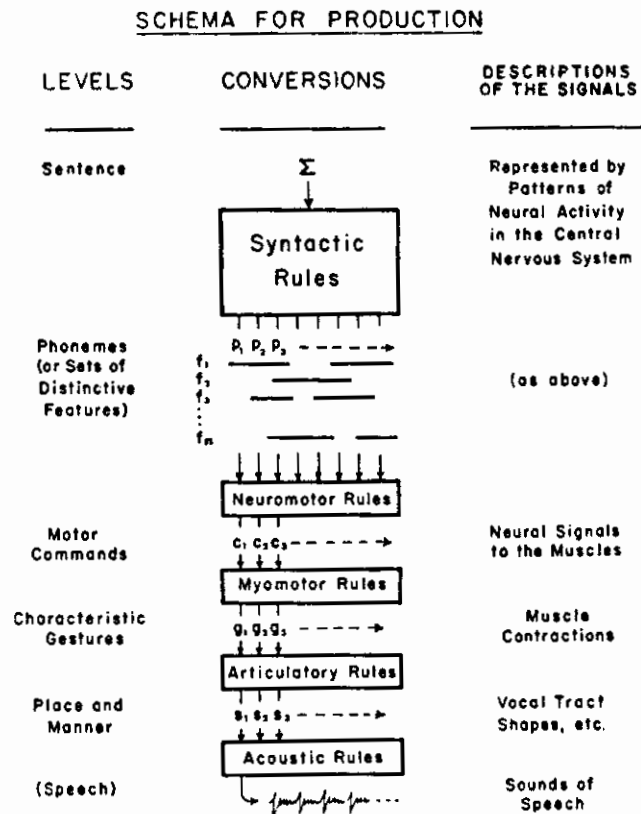 SCHEMA FOR PRODUCTION
LEVELS
CONVERSIONS
DESCRIPTIONS
OF THE SIGNALS
Sentence
Σ
Represented by
Patterns of
Neural Activity
in the Central
Nervous System
Syntactic
Rules
Phonemes
(or Sets of
Distinctive
Features)
P₁ P₂ P₃
f₁
f₂
f₃
fₙ
(as above)
Neuromotor Rules
Motor
Commands
C₁ C₂ C₃
Neural Signals
to the Muscles
Myomotor Rules
Characteristic
Gestures
g₁ g₂ g₃
Muscle
Contractions
Articulatory Rules
Place and
Manner
S₁ S₂ S₃
Vocal Tract
Shapes, etc.
Acoustic Rules
(Speech)
Sounds of
Speech